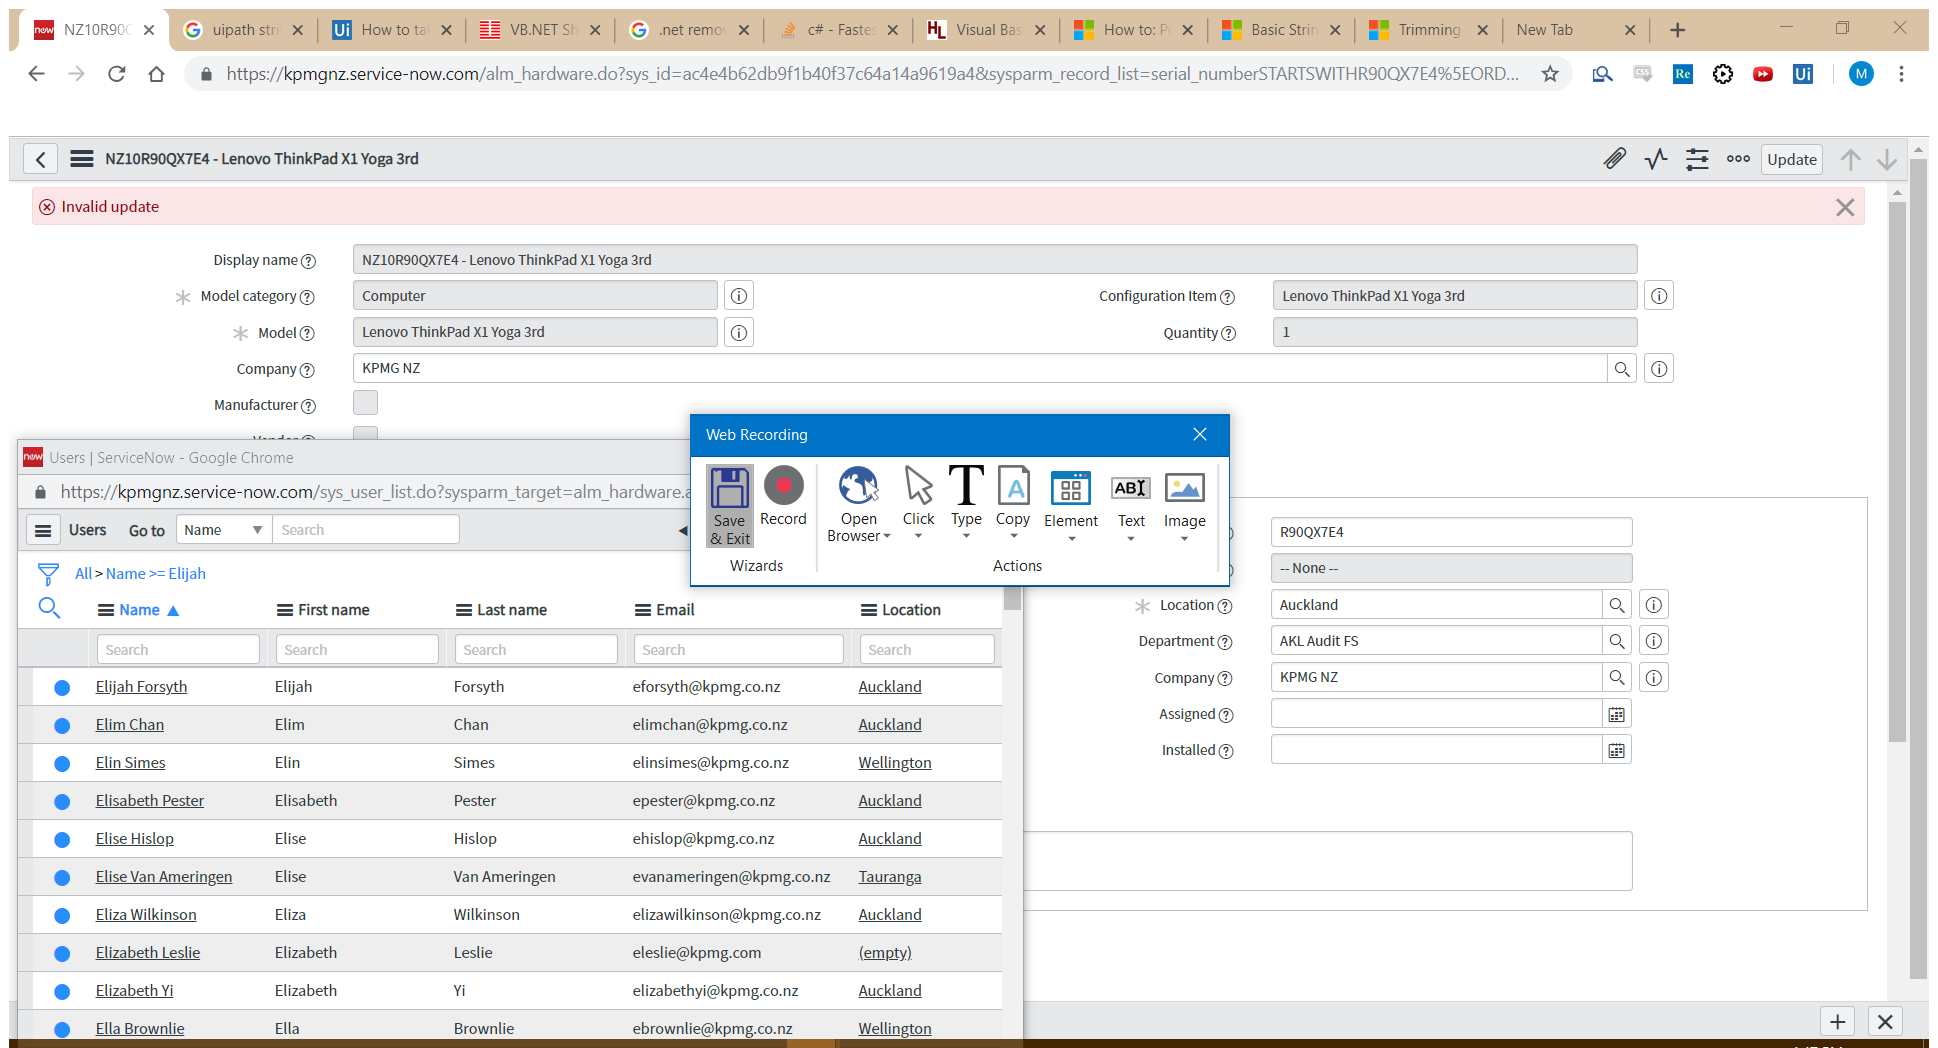 NZ10R90C
uipath stri
How to tak
VB.NET Sh
.net remov
c# - Fastes
Visual Bas
How to: Pe
Basic Strin
Trimming
New Tab
https://kpmgnz.service-now.com/alm_hardware.do?sys_id=ac4e4b62db9f1b40f37c64a14a9619a4&sysparm_record_list=serial_numberSTARTSWITHR90QX7E4%5EORD...
NZ10R90QX7E4 - Lenovo ThinkPad X1 Yoga 3rd
Update
Invalid update
Display name
NZ10R90QX7E4 - Lenovo ThinkPad X1 Yoga 3rd
Model category
Computer
Configuration Item
Lenovo ThinkPad X1 Yoga 3rd
Model
Lenovo ThinkPad X1 Yoga 3rd
Quantity
1
Company
KPMG NZ
Manufacturer
Web Recording
Save & Exit
Record
Open Browser
Click
Type
Copy
Element
Text
Image
Wizards
Actions
Users | ServiceNow - Google Chrome
https://kpmgnz.service-now.com/sys_user_list.do?sysparm_target=alm_hardware.a
Users
Go to
Name
Search
All > Name >= Elijah
Name First name Last name Email Location
Search Search Search Search Search
Elijah Forsyth Elijah Forsyth eforsyth@kpmg.co.nz Auckland
Elim Chan Elim Chan elimchan@kpmg.co.nz Auckland
Elin Simes Elin Simes elinsimes@kpmg.co.nz Wellington
Elisabeth Pester Elisabeth Pester epester@kpmg.co.nz Auckland
Elise Hislop Elise Hislop ehislop@kpmg.co.nz Auckland
Elise Van Ameringen Elise Van Ameringen evanameringen@kpmg.co.nz Tauranga
Eliza Wilkinson Eliza Wilkinson elizawilkinson@kpmg.co.nz Auckland
Elizabeth Leslie Elizabeth Leslie eleslie@kpmg.com (empty)
Elizabeth Yi Elizabeth Yi elizabethyi@kpmg.co.nz Auckland
Ella Brownlie Ella Brownlie ebrownlie@kpmg.co.nz Wellington
R90QX7E4
-- None --
Location
Auckland
Department
AKL Audit FS
Company
KPMG NZ
Assigned
Installed